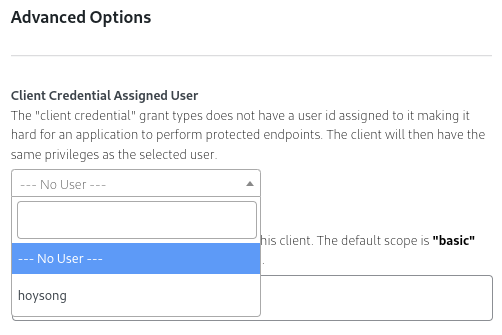 Advanced Options
Client Credential Assigned User
The "client credential" grant types does not have a user id assigned to it making it
hard for an application to perform protected endpoints. The client will then have the
same privileges as the selected user.
--- No User ---
his client. The default scope is "basic"
--- No User ---
.
hoysong